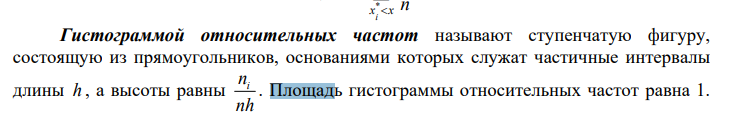 x_i^*<x n
Гистограммой относительных частот называют ступенчатую фигуру,
состоящую из прямоугольников, основаниями которых служат частичные интервалы
длины h, а высоты равны n_i/nh. Площадь гистограммы относительных частот равна 1.